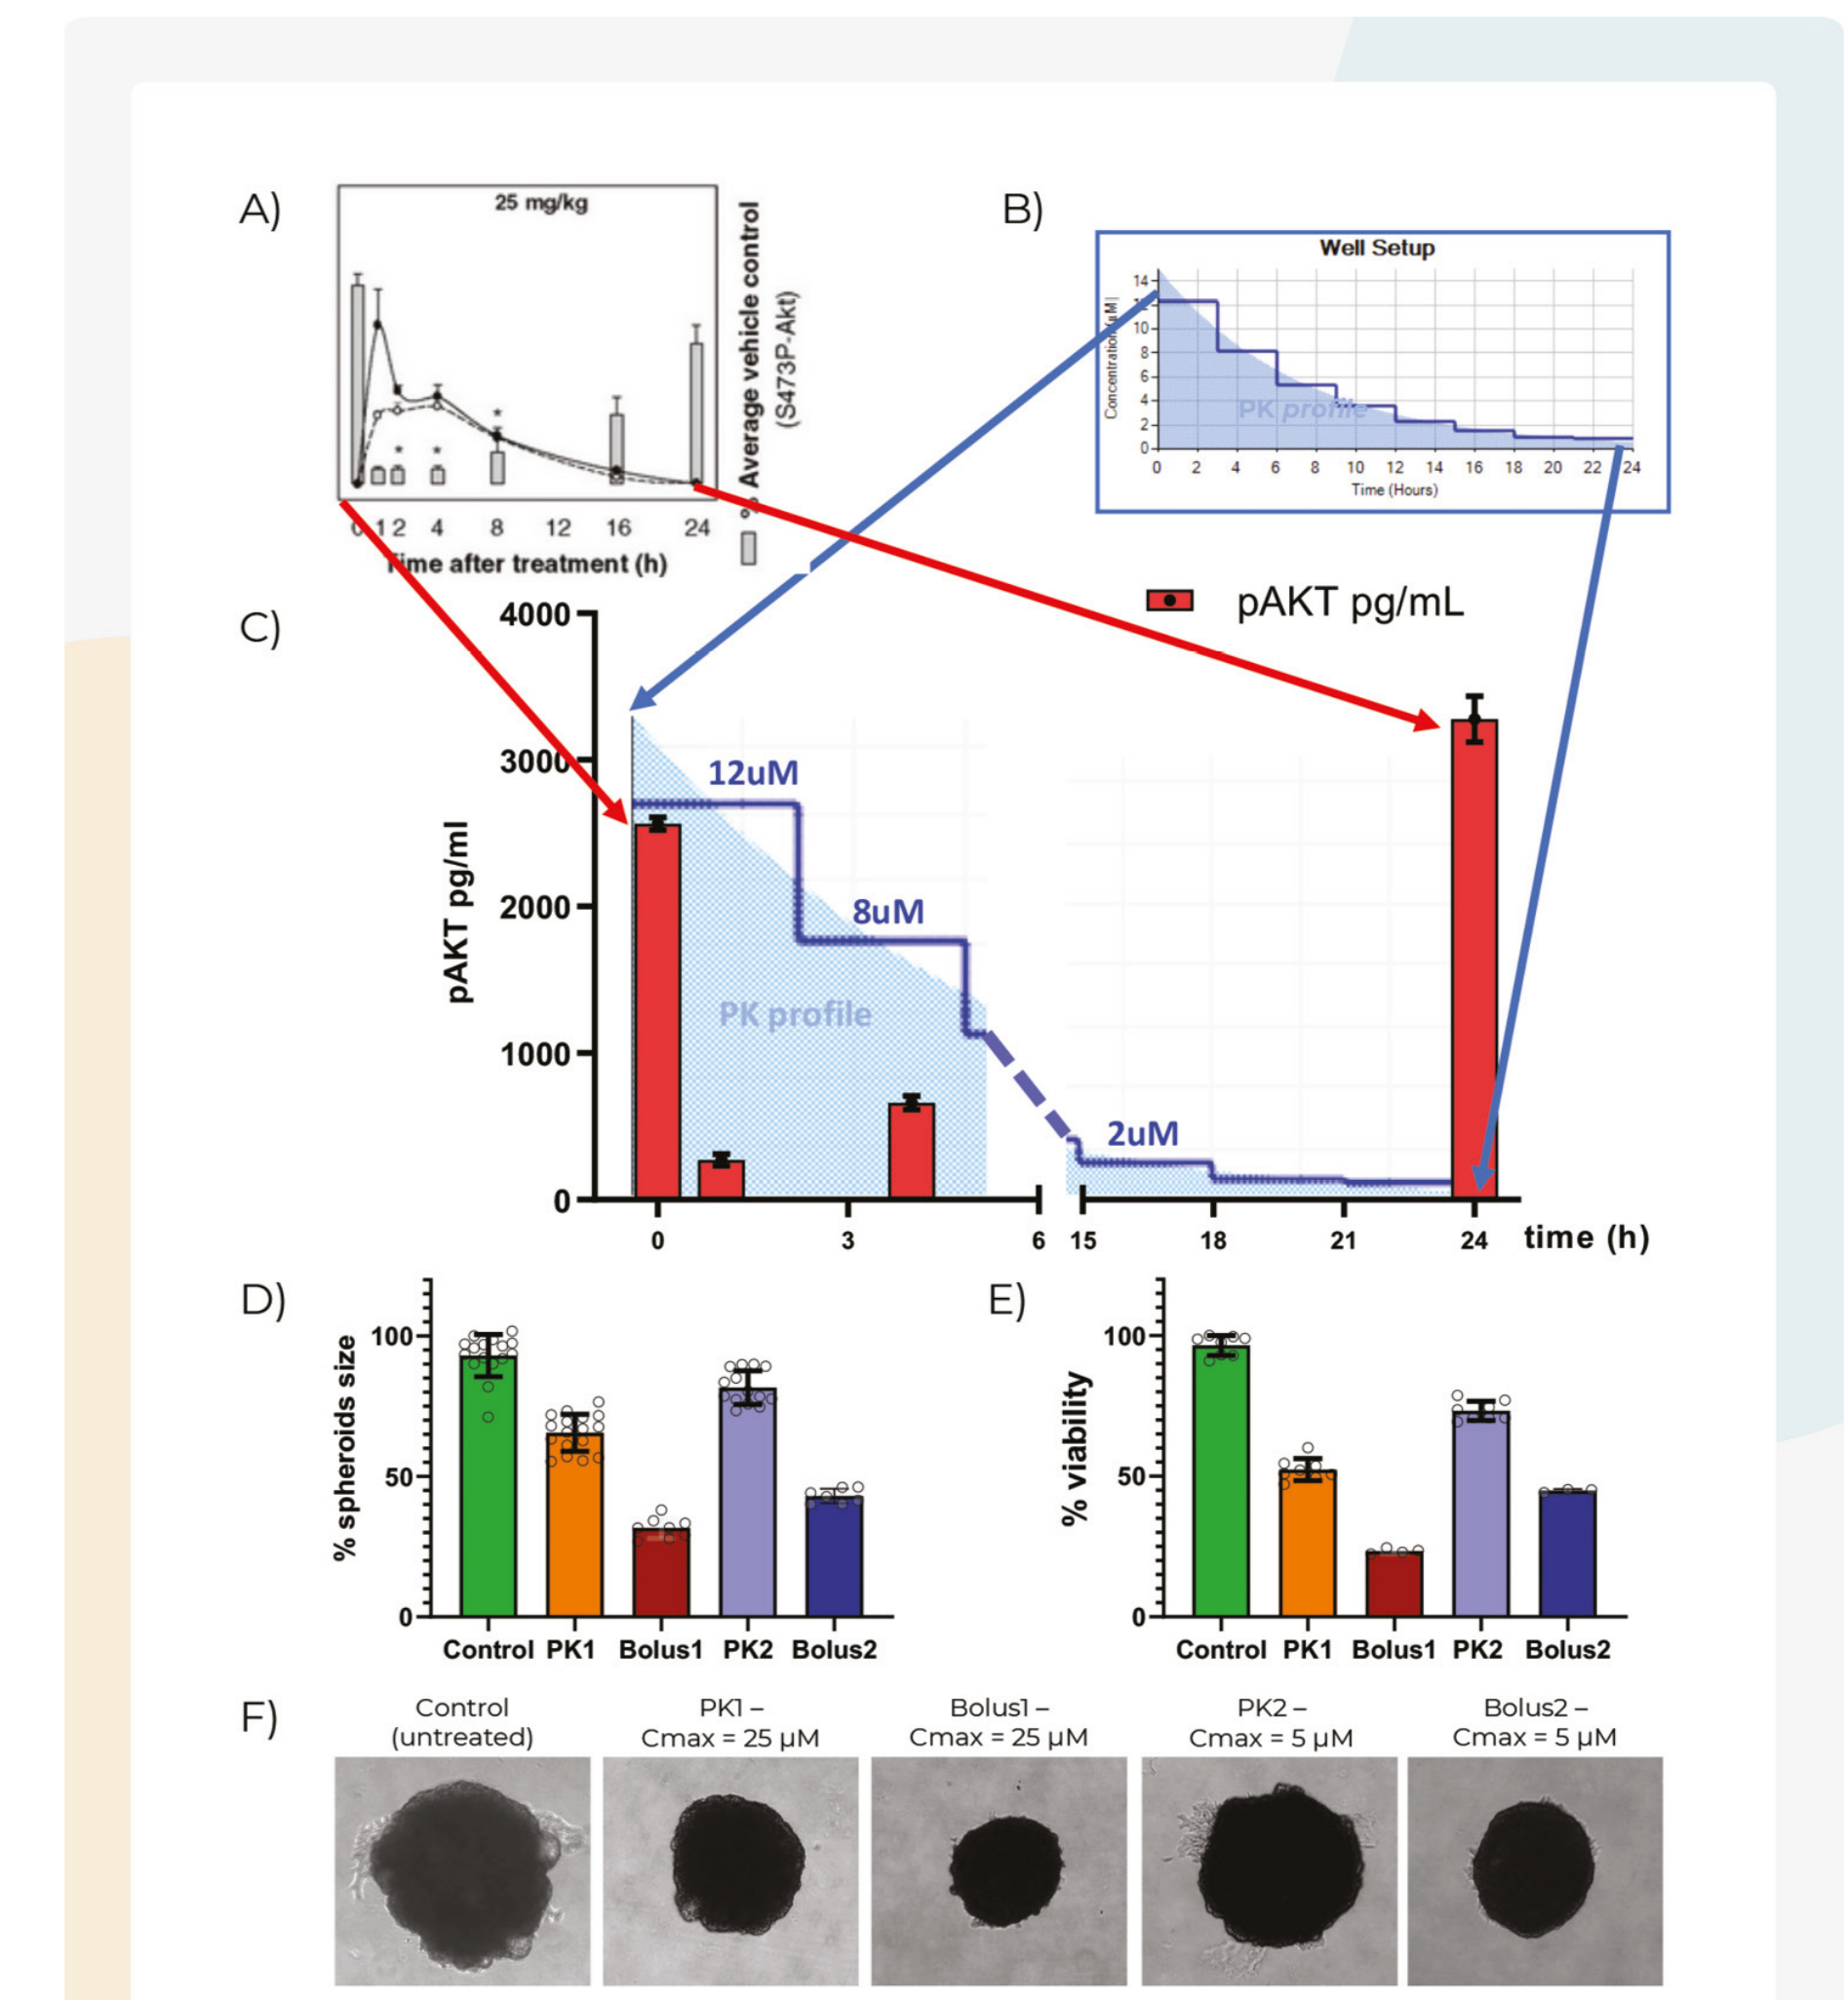 A)
25 mg/kg
0 1 2 4 8 12 16 24
Time after treatment (h)
Average vehicle control
(S473P-Akt)
B)
Well Setup
Concentration (µM)
14
12
10
8
6
4
2
0
PK profile
0 2 4 6 8 10 12 14 16 18 20 22 24
Time (Hours)
C)
pAKT pg/mL
pAKT pg/ml
4000
3000
2000
1000
0
12uM
8uM
PK profile
2uM
0 3 6 15 18 21 24 time (h)
D)
% spheroids size
100
50
0
Control PK1 Bolus1 PK2 Bolus2
E)
% viability
100
50
0
Control PK1 Bolus1 PK2 Bolus2
F)
Control
(untreated)
PK1 –
Cmax = 25 µM
Bolus1 –
Cmax = 25 µM
PK2 –
Cmax = 5 µM
Bolus2 –
Cmax = 5 µM